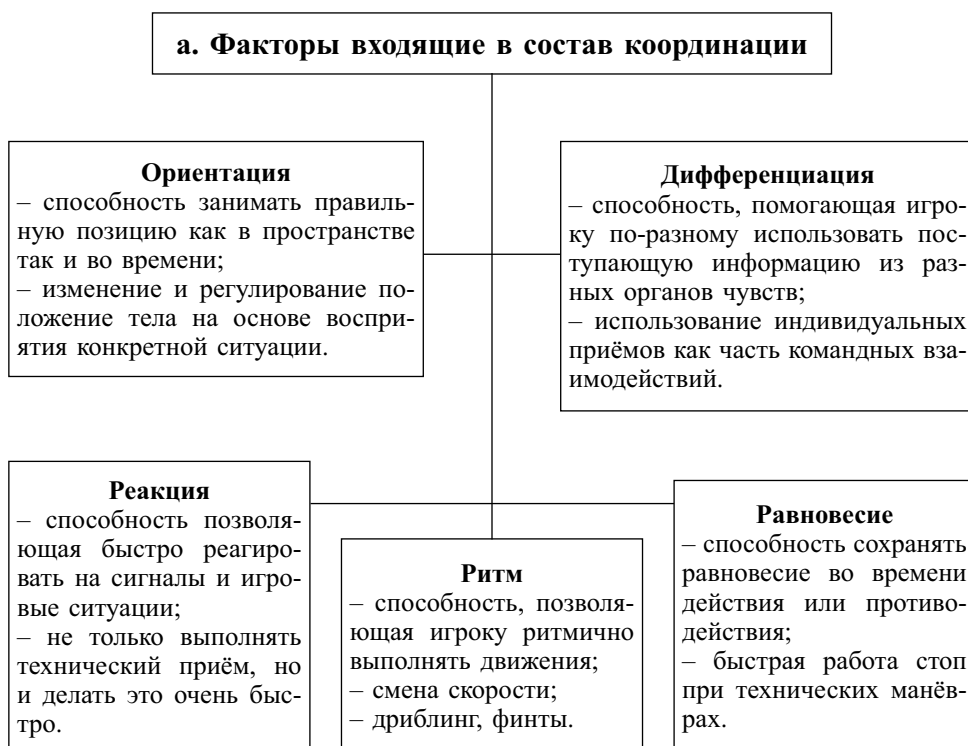 а. Факторы входящие в состав координации
Ориентация
– способность занимать правиль-
ную позицию как в пространстве
так и во времени;
– изменение и регулирование по-
ложение тела на основе воспри-
ятия конкретной ситуации.
Дифференциация
– способность, помогающая игро-
ку по-разному использовать пос-
тупающую информацию из раз-
ных органов чувств;
– использование индивидуальных
приёмов как часть командных вза-
имодействий.
Реакция
– способность позволя-
ющая быстро реагиро-
вать на сигналы и игро-
вые ситуации;
– не только выполнять
технический приём, но
и делать это очень быс-
тро.
Ритм
– способность, позволя-
ющая игроку ритмично
выполнять движения;
– смена скорости;
– дриблинг, финты.
Равновесие
– способность сохранять
равновесие во времени
действия или противо-
действия;
– быстрая работа стоп
при технических манёв-
рах.